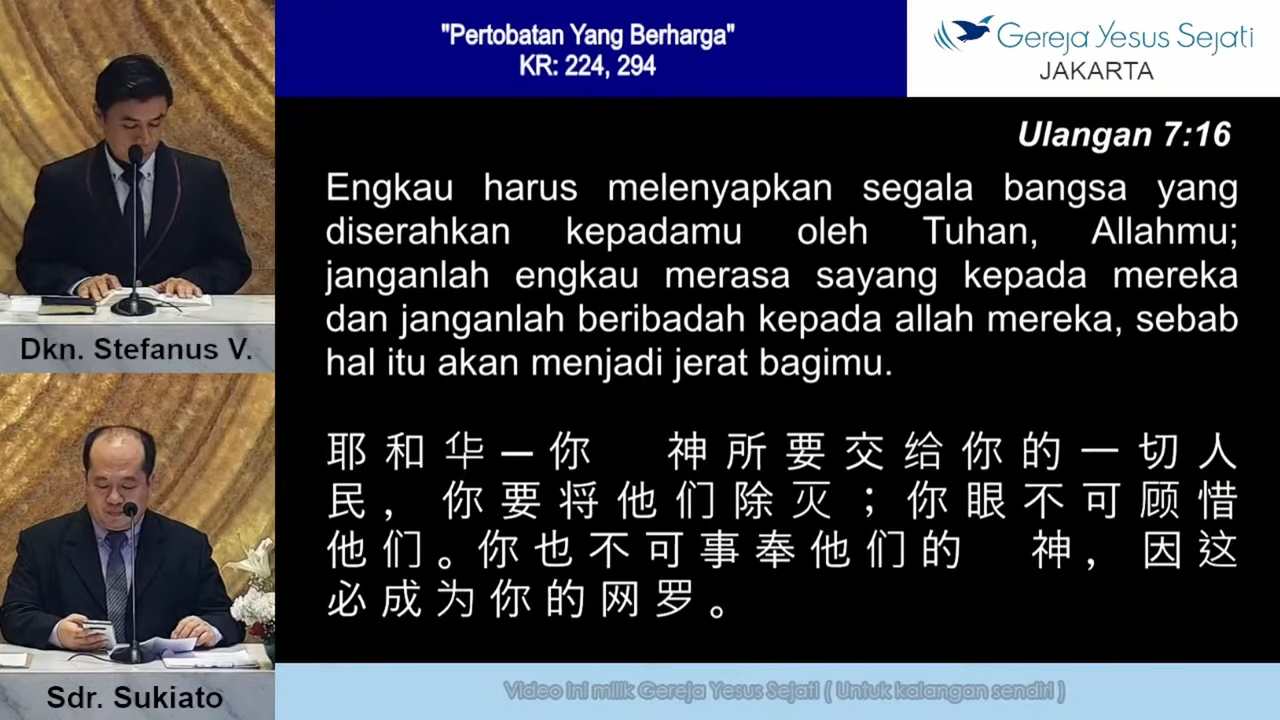 "Pertobatan Yang Berharga"
KR: 224, 294
Gereja Yesus Sejati
JAKARTA
Ulangan 7:16
Engkau harus melenyapkan segala bangsa yang
diserahkan kepadamu oleh Tuhan, Allahmu;
janganlah engkau merasa sayang kepada mereka
dan janganlah beribadah kepada allah mereka, sebab
hal itu akan menjadi jerat bagimu.
耶和华—你　神所要交给你的一切人
民，你要将他们除灭；你眼不可顾惜
他们。你也不可事奉他们的　神，因这
必成为你的网罗。
Dkn. Stefanus V.
Sdr. Sukiato
Video ini milik Gereja Yesus Sejati ( Untuk kalangan sendiri )